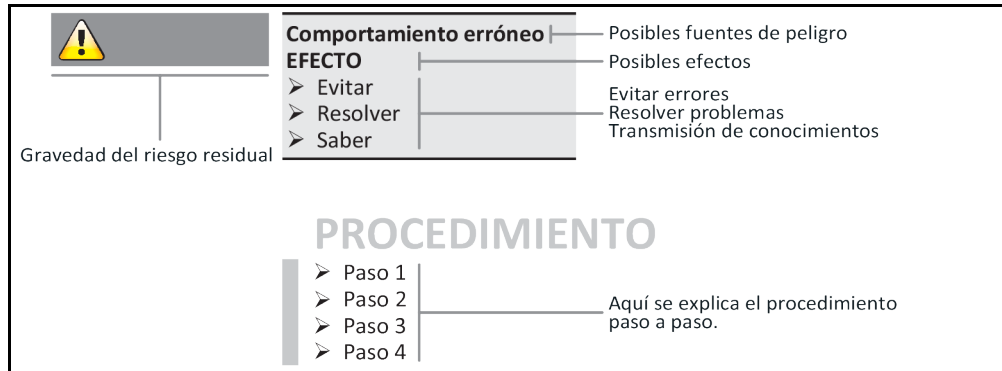 Comportamiento erróneo
Posibles fuentes de peligro
EFECTO
Posibles efectos
➢ Evitar
➢ Resolver
➢ Saber
Evitar errores
Resolver problemas
Transmisión de conocimientos
Gravedad del riesgo residual
PROCEDIMIENTO
➢ Paso 1
➢ Paso 2
➢ Paso 3
➢ Paso 4
Aquí se explica el procedimiento
paso a paso.